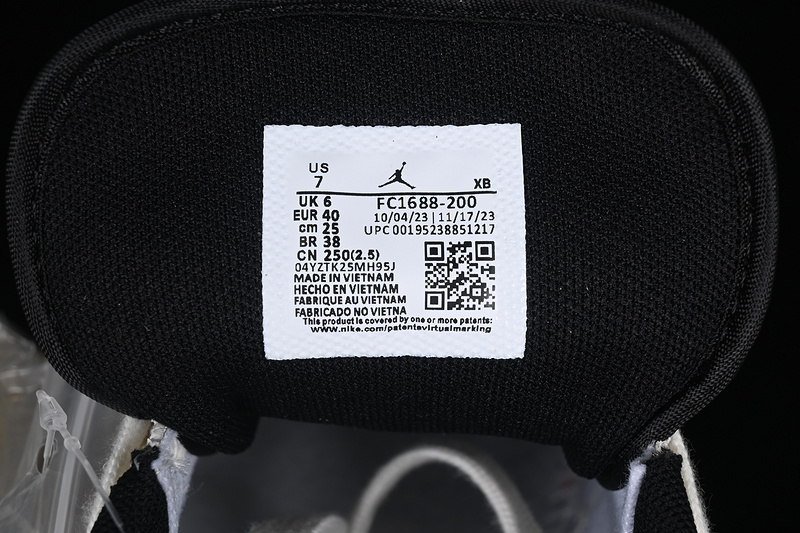 US
7
XB
UK 6 FC1688-200
EUR 40 10/04/23 | 11/17/23
cm 25 UPC 00195238851217
BR 38
CN 250(2.5)
04YZTK25MH95J
MADE IN VIETNAM
HECHO EN VIETNAM
FABRIQUE AU VIETNAM
FABRICADO NO VIETNA
This product is covered by one or more patents:
www.nike.com/patentsvirtualmarking